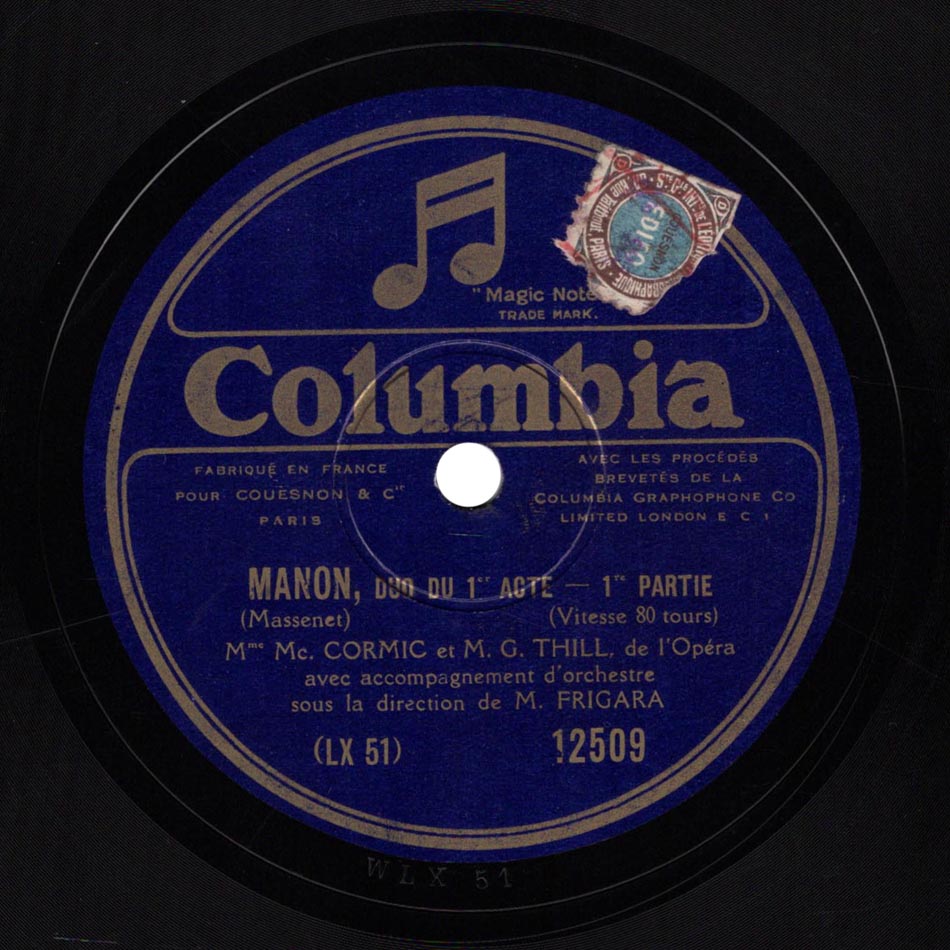 "Magic Note
TRADE MARK.
Columbia
FABRIQUÉ EN FRANCE
POUR COUESNON & Cie
PARIS
AVEC LES PROCÉDÉS
BREVETÉS DE LA
COLUMBIA GRAPHOPHONE Co
LIMITED LONDON E C 1
MANON, DUO DU 1er ACTE — 1re PARTIE
(Massenet) (Vitesse 80 tours)
Mme Mc. CORMIC et M. G. THILL, de l'Opéra
avec accompagnement d'orchestre
sous la direction de M. FRIGARA
(LX 51) 12509
WLX 51